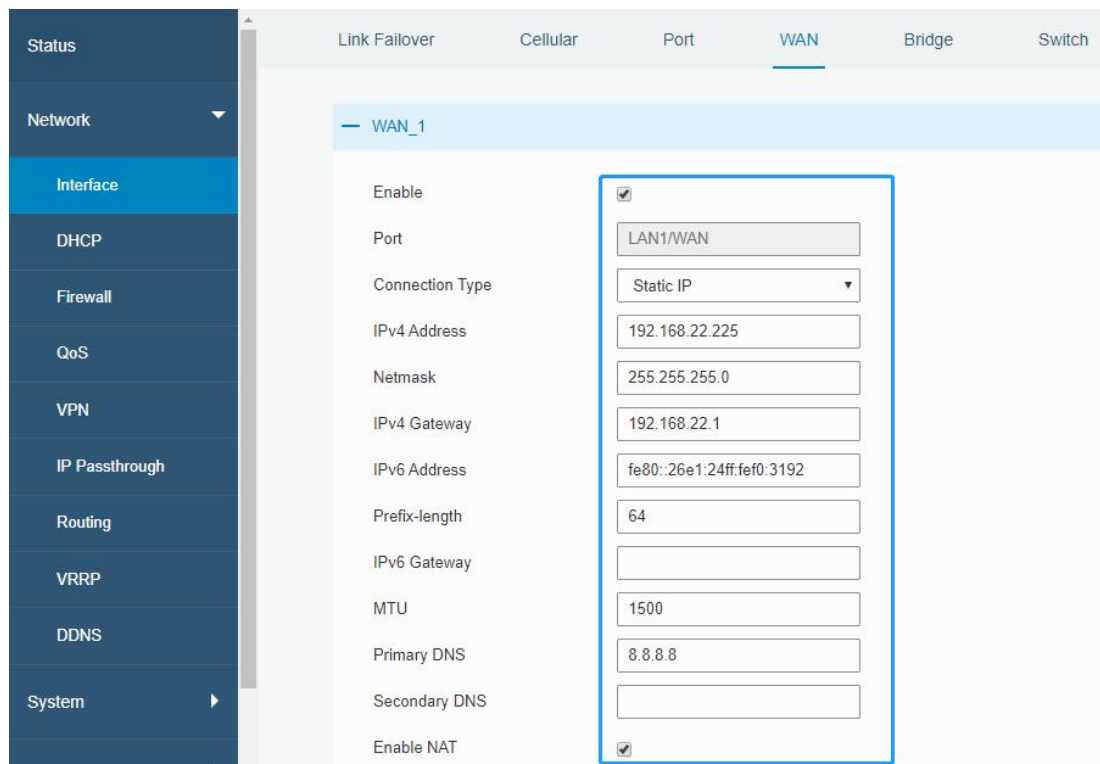 Status
Network
Interface
DHCP
Firewall
QoS
VPN
IP Passthrough
Routing
VRRP
DDNS
System
Link Failover Cellular Port WAN Bridge Switch
WAN_1
Enable
Port LAN1/WAN
Connection Type Static IP
IPv4 Address 192.168.22.225
Netmask 255.255.255.0
IPv4 Gateway 192.168.22.1
IPv6 Address fe80::26e1:24ff:fef0:3192
Prefix-length 64
IPv6 Gateway
MTU 1500
Primary DNS 8.8.8.8
Secondary DNS
Enable NAT